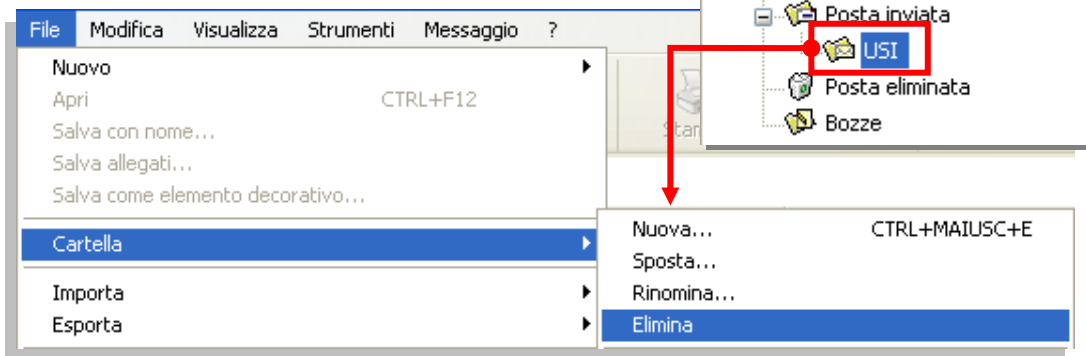 File Modifica Visualizza Strumenti Messaggio ?
Nuovo
Apri CTRL+F12
Salva con nome...
Salva allegati...
Salva come elemento decorativo...
Cartella
Importa
Esporta
Posta inviata
USI
Posta eliminata
Bozze
Nuova... CTRL+MAIUSC+E
Sposta...
Rinomina...
Elimina